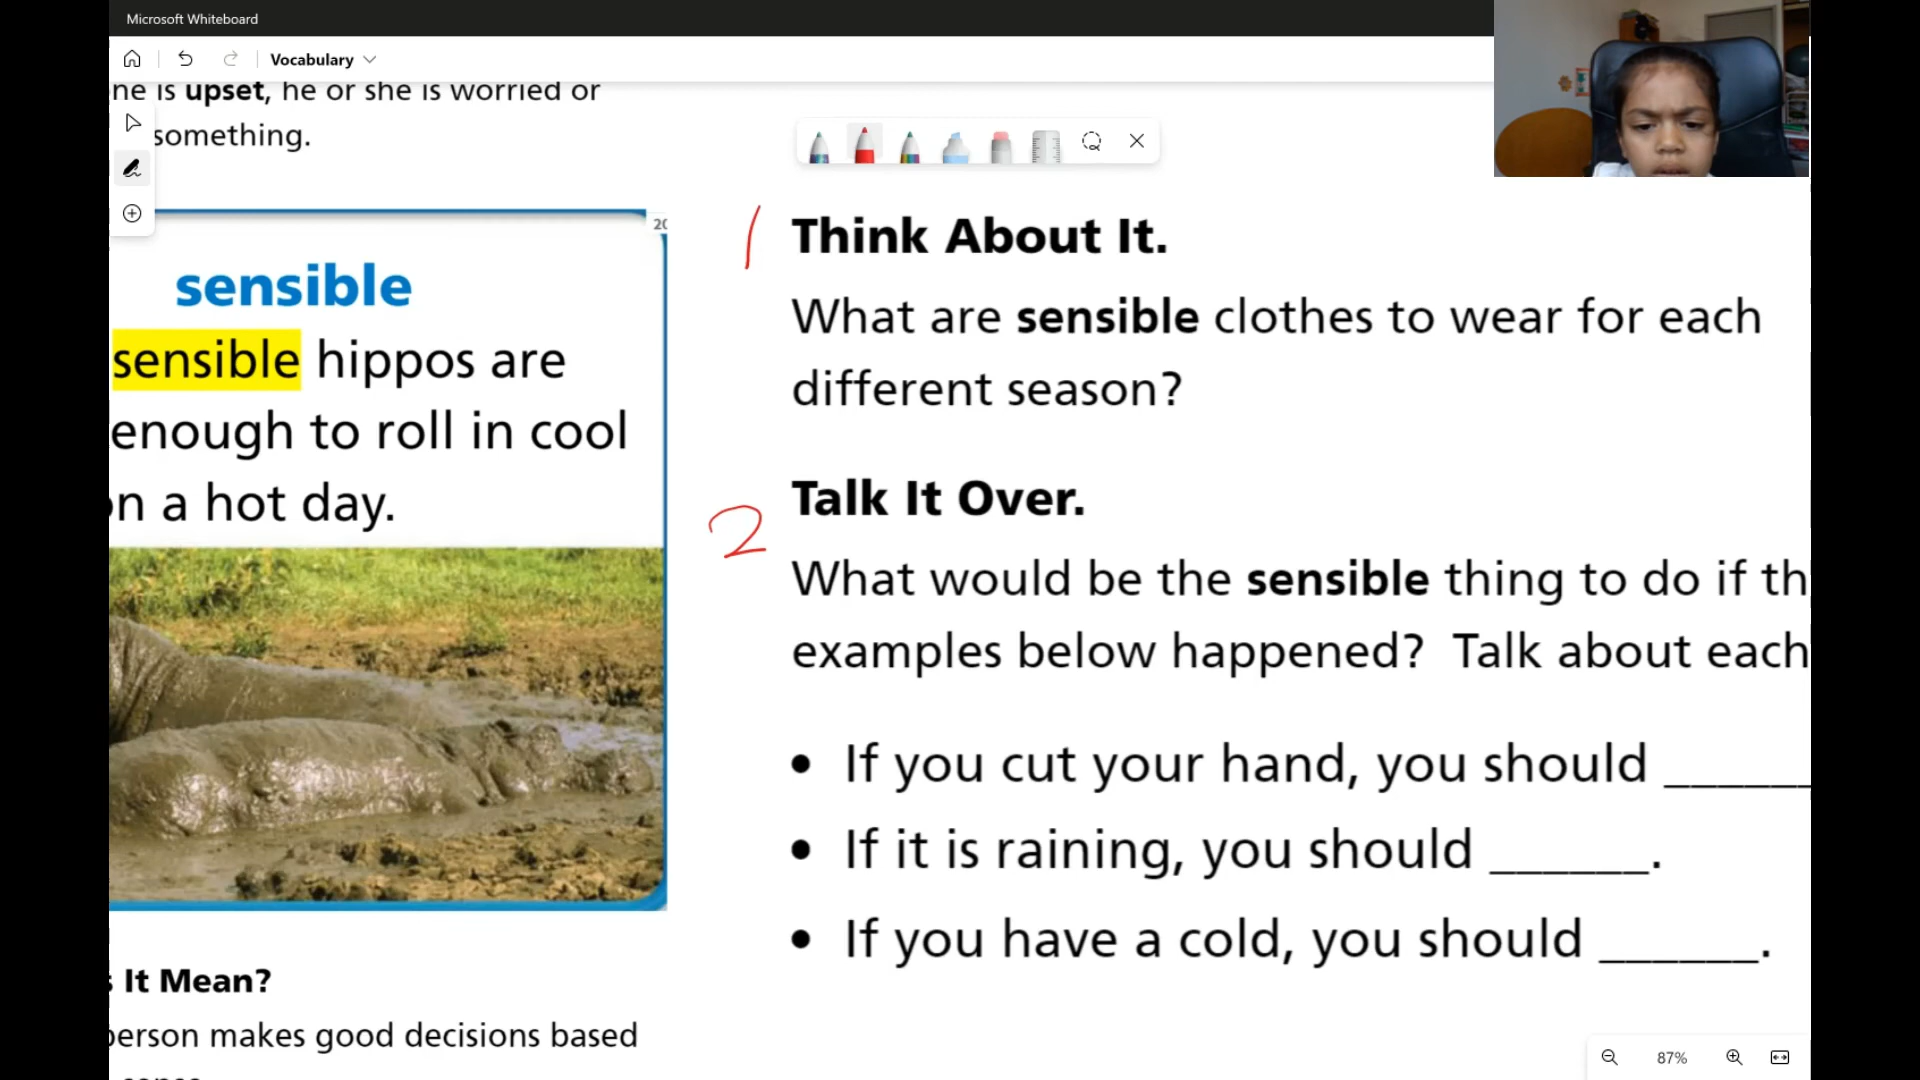 Microsoft Whiteboard
Vocabulary
ne is upset, he or she is worried or
something.
20
sensible
sensible hippos are
enough to roll in cool
on a hot day.
It Mean?
person makes good decisions based
1 Think About It.
What are sensible clothes to wear for each
different season?
2 Talk It Over.
What would be the sensible thing to do if th
examples below happened? Talk about each
• If you cut your hand, you should ______
• If it is raining, you should ______.
• If you have a cold, you should ______.
87%